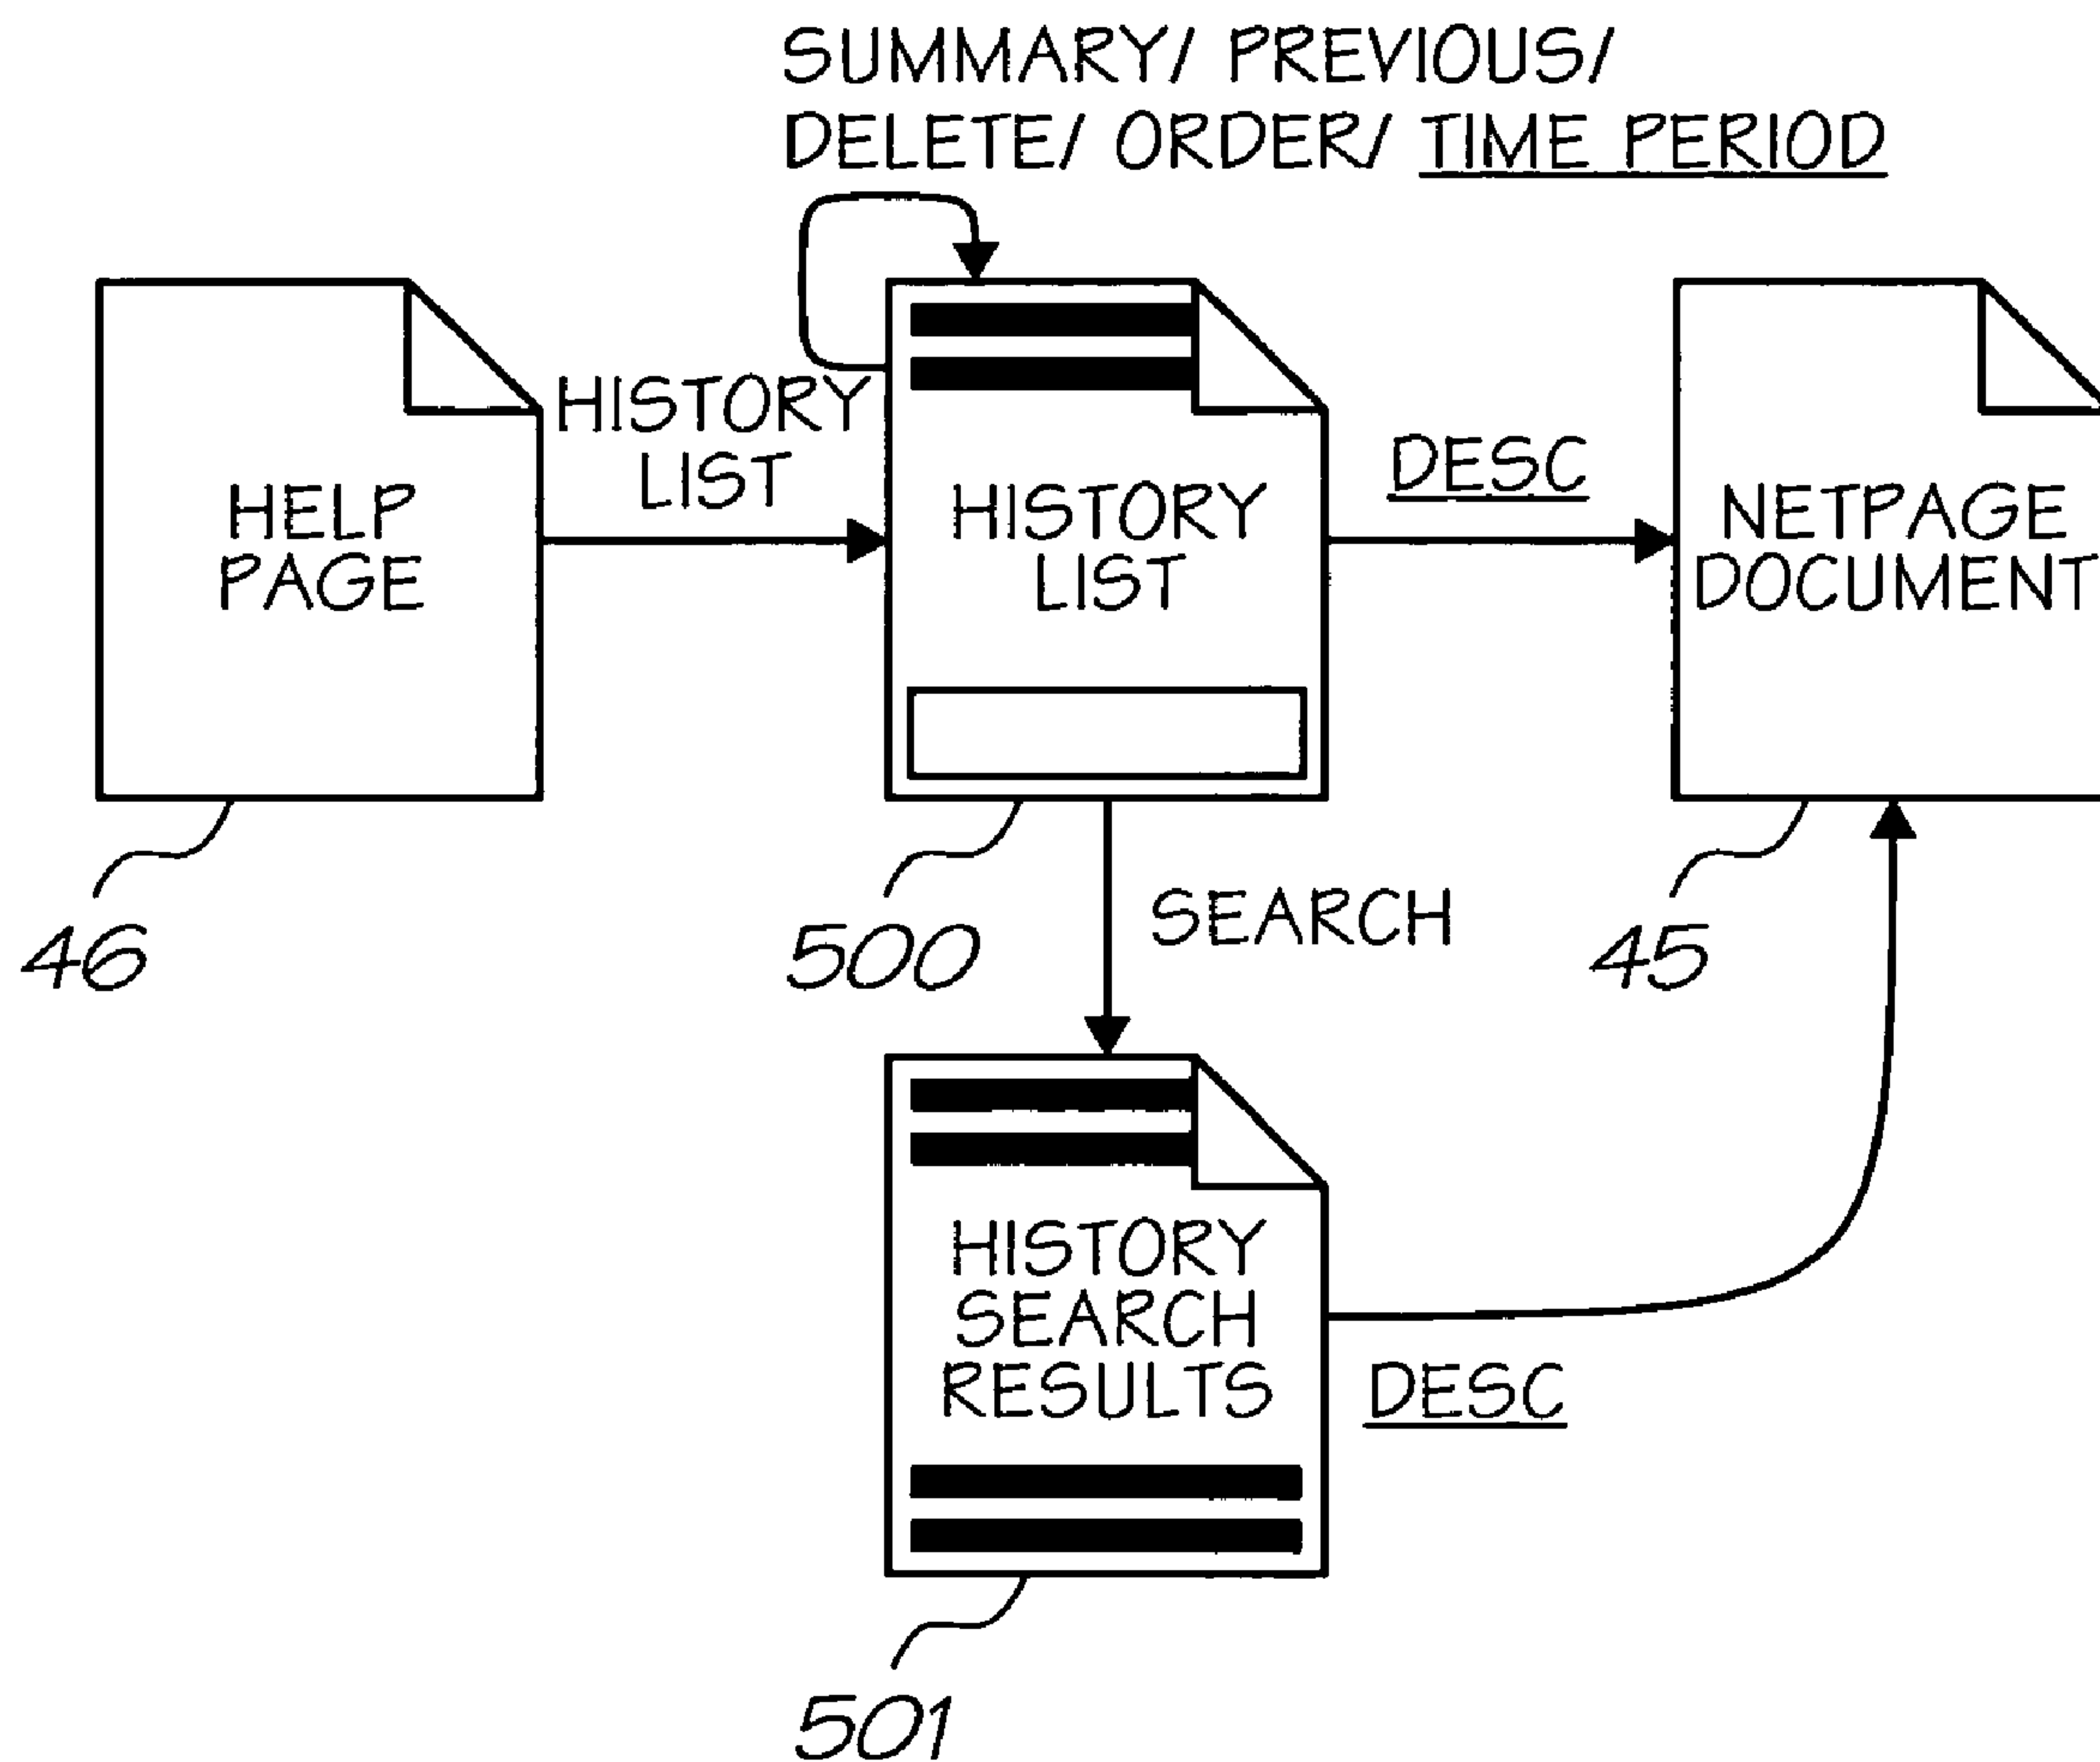 SUMMARY/ PREVIOUS/
DELETE/ ORDER/ TIME PERIOD
HELP
PAGE
HISTORY
LIST
HISTORY
LIST
DESC
NETPAGE
DOCUMENT
46
500
SEARCH
45
HISTORY
SEARCH
RESULTS
DESC
501